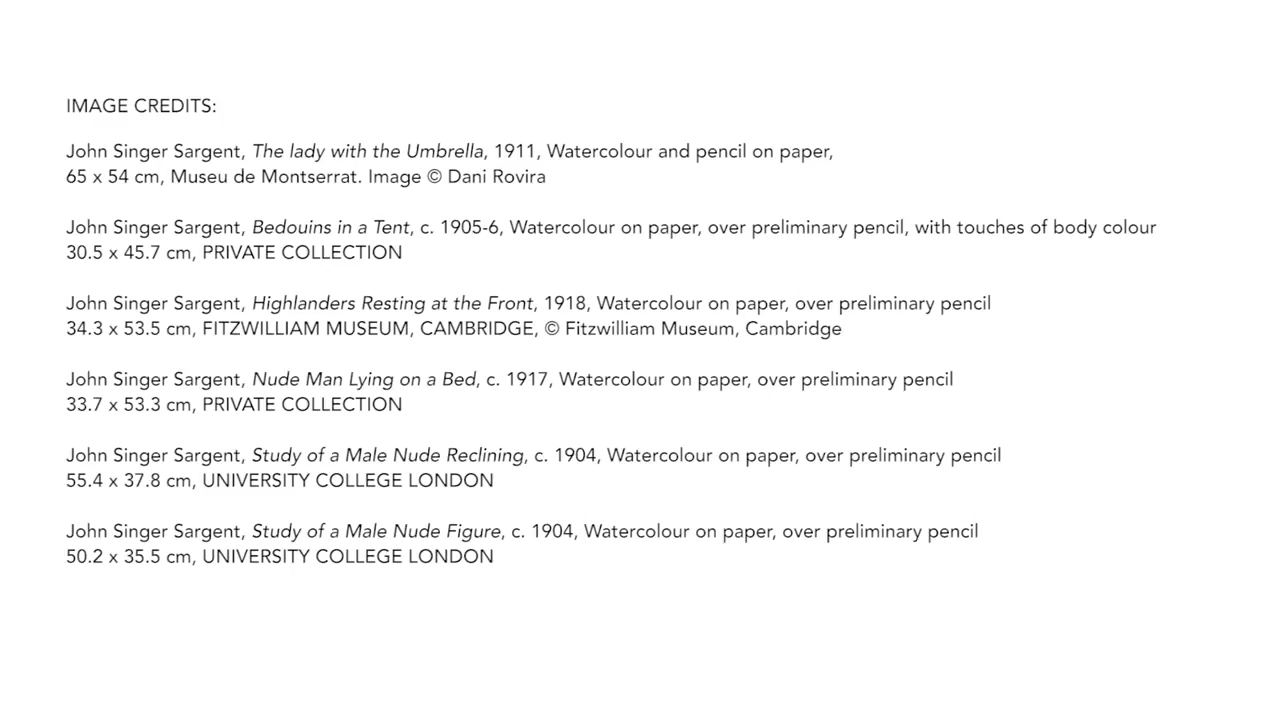 IMAGE CREDITS:
John Singer Sargent, The lady with the Umbrella, 1911, Watercolour and pencil on paper,
65 x 54 cm, Museu de Montserrat. Image © Dani Rovira
John Singer Sargent, Bedouins in a Tent, c. 1905-6, Watercolour on paper, over preliminary pencil, with touches of body colour
30.5 x 45.7 cm, PRIVATE COLLECTION
John Singer Sargent, Highlanders Resting at the Front, 1918, Watercolour on paper, over preliminary pencil
34.3 x 53.5 cm, FITZWILLIAM MUSEUM, CAMBRIDGE, © Fitzwilliam Museum, Cambridge
John Singer Sargent, Nude Man Lying on a Bed, c. 1917, Watercolour on paper, over preliminary pencil
33.7 x 53.3 cm, PRIVATE COLLECTION
John Singer Sargent, Study of a Male Nude Reclining, c. 1904, Watercolour on paper, over preliminary pencil
55.4 x 37.8 cm, UNIVERSITY COLLEGE LONDON
John Singer Sargent, Study of a Male Nude Figure, c. 1904, Watercolour on paper, over preliminary pencil
50.2 x 35.5 cm, UNIVERSITY COLLEGE LONDON